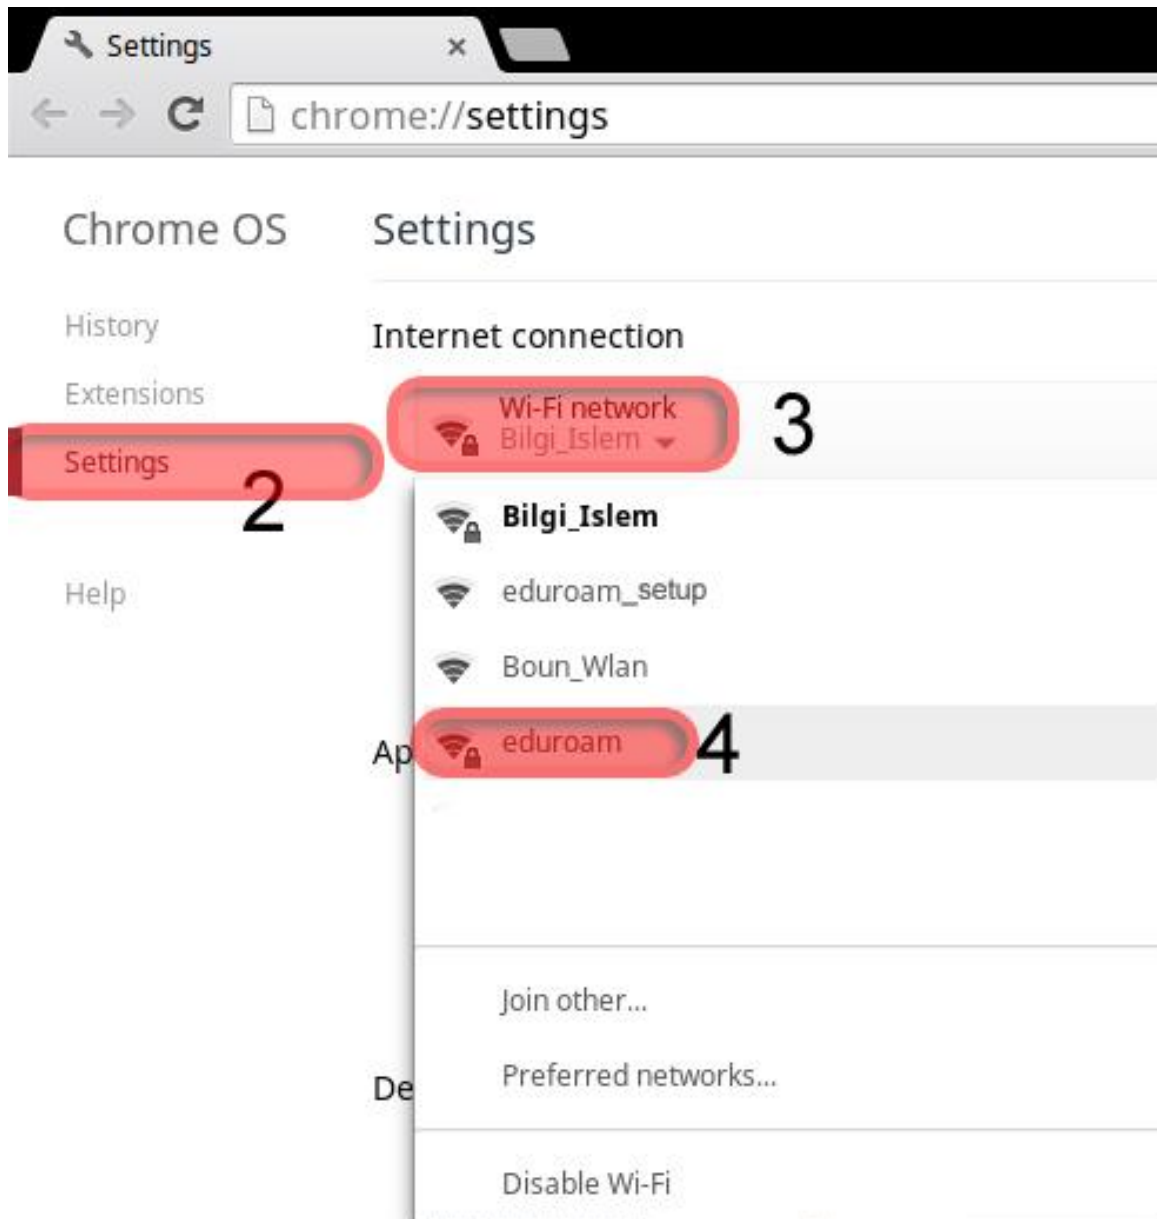 Settings
chrome://settings
Chrome OS
Settings
History
Internet connection
Extensions
Wi-Fi network
3
Bilgi_Islem
Settings
2
Bilgi_Islem
eduroam_setup
Help
Boun_Wlan
Ap
eduroam
4
Join other...
Preferred networks...
De
Disable Wi-Fi